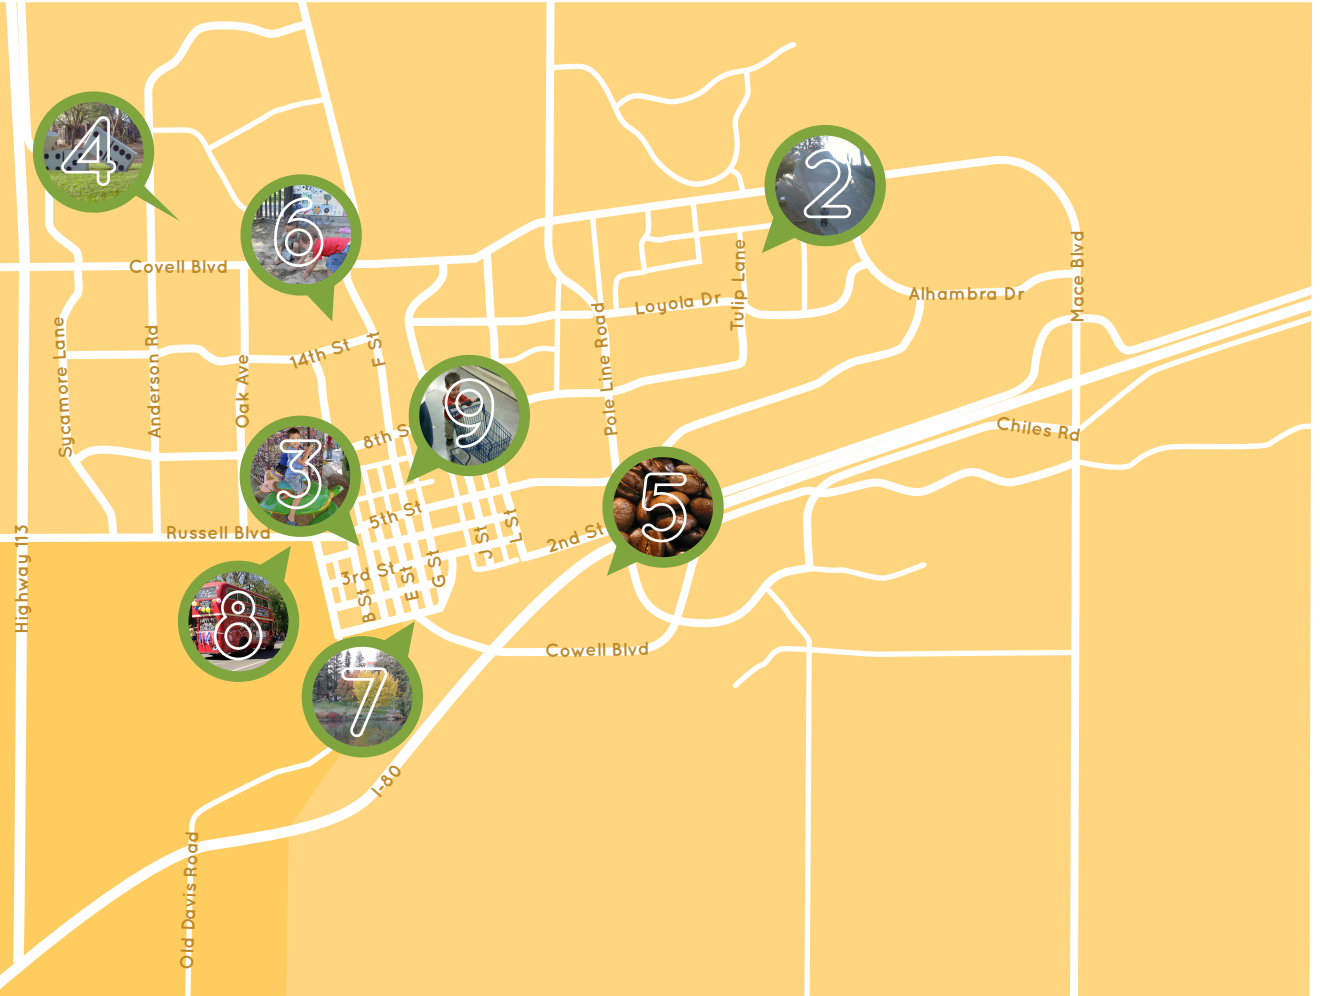 4
2
6
Covell Blvd
Mace Blvd
Tulip Lane
Alhambra Dr
Loyola Dr
Pole Line Road
Sycamore Lane
Anderson Rd
Oak Ave
14th St
F St
9
8th S
Chiles Rd
3
5
5th St
L St
J St
2nd St
Russell Blvd
Highway 113
3rd St
B St
E St
G St
8
Cowell Blvd
7
I-80
Old Davis Road